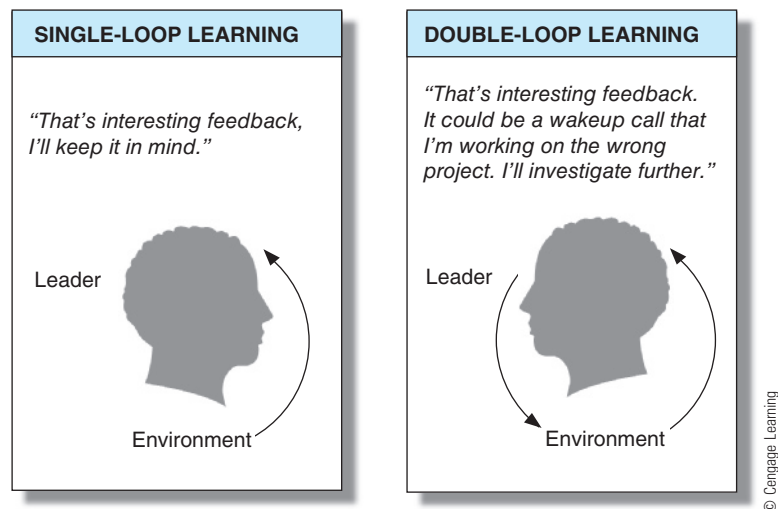 SINGLE-LOOP LEARNING
“That’s interesting feedback,
I’ll keep it in mind.”
Leader
Environment
DOUBLE-LOOP LEARNING
“That’s interesting feedback.
It could be a wakeup call that
I’m working on the wrong
project. I’ll investigate further.”
Leader
Environment
© Cengage Learning